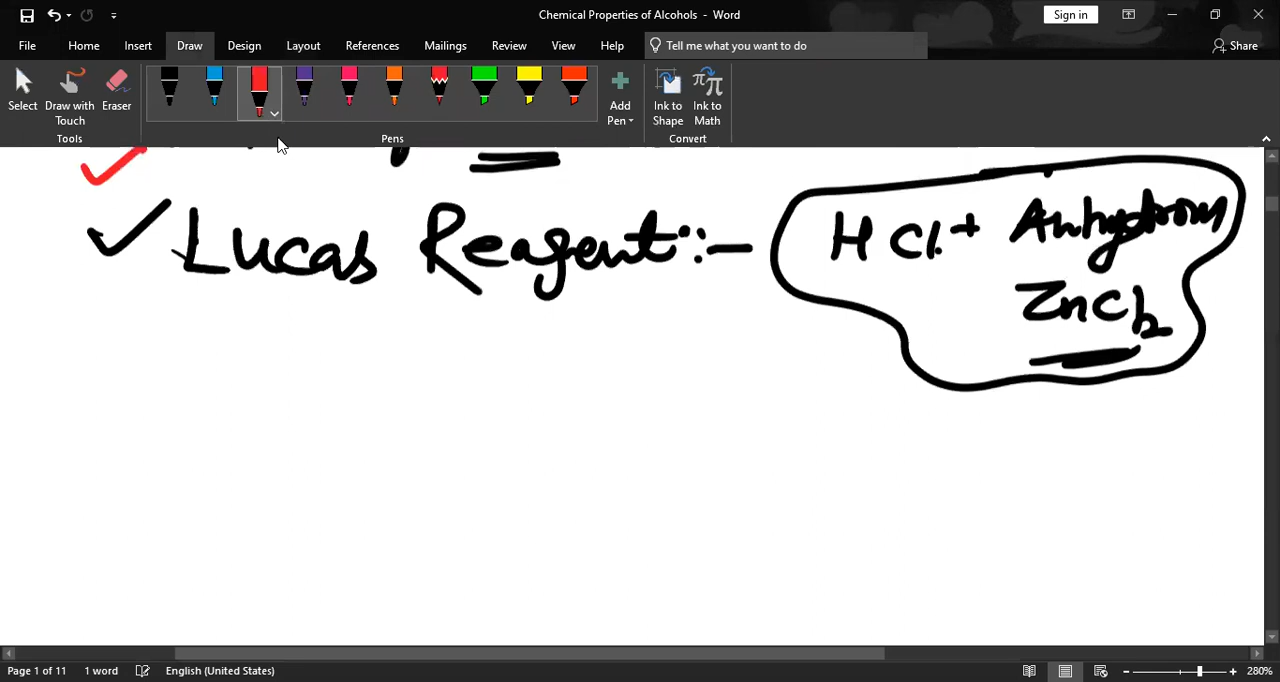 Chemical Properties of Alcohols - Word
Sign in
File Home Insert Draw Design Layout References Mailings Review View Help Tell me what you want to do Share
Select Draw with Touch Eraser Add Pen Ink to Shape Ink to Math
Tools Pens Convert
Lucas Reagent:- HCl + Anhydrous
ZnCl2
Page 1 of 11 1 word English (United States) 280%